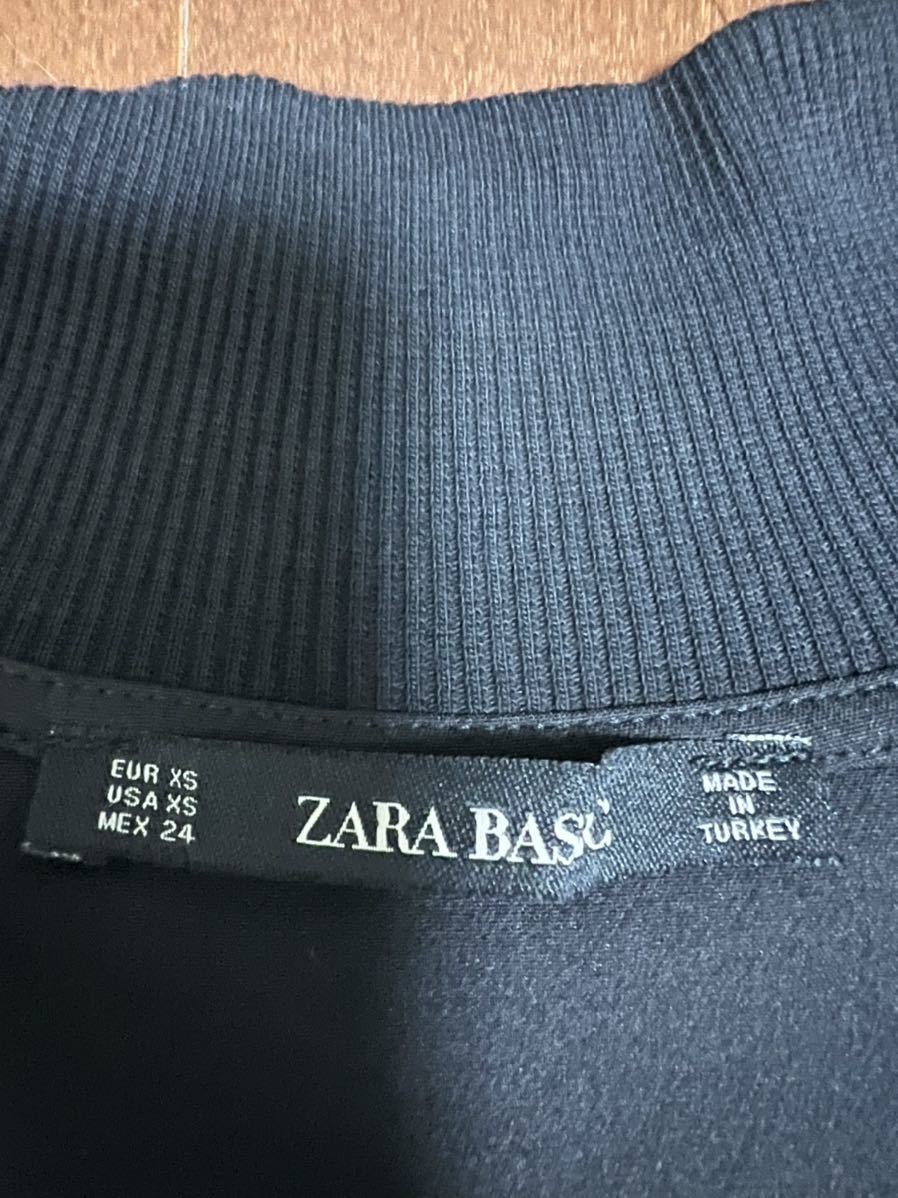 EUR XS
USA XS
MEX 24
ZARA BASIC
MADE
IN
TURKEY